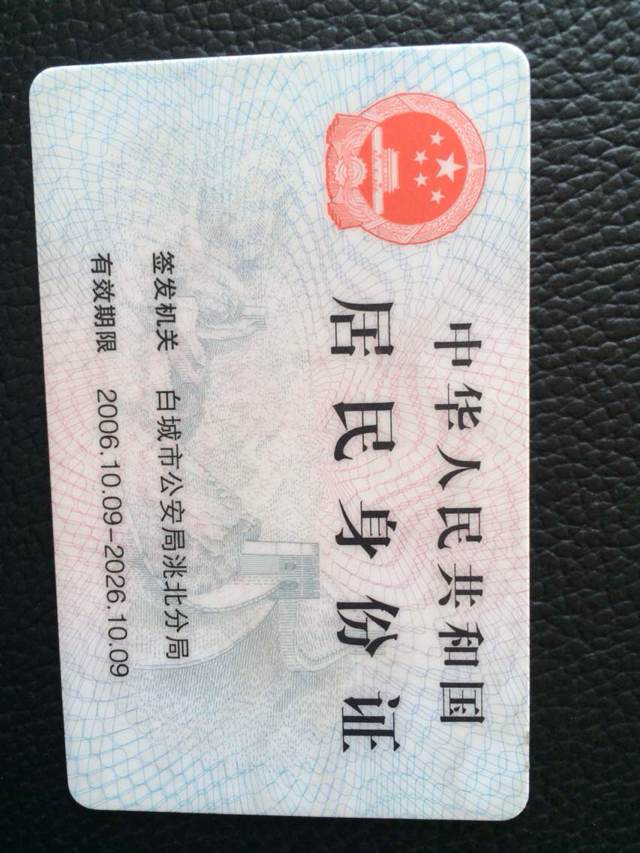 中华人民共和国
居民身份证
签发机关 白城市公安局洮北分局
有效期限 2006.10.09-2026.10.09